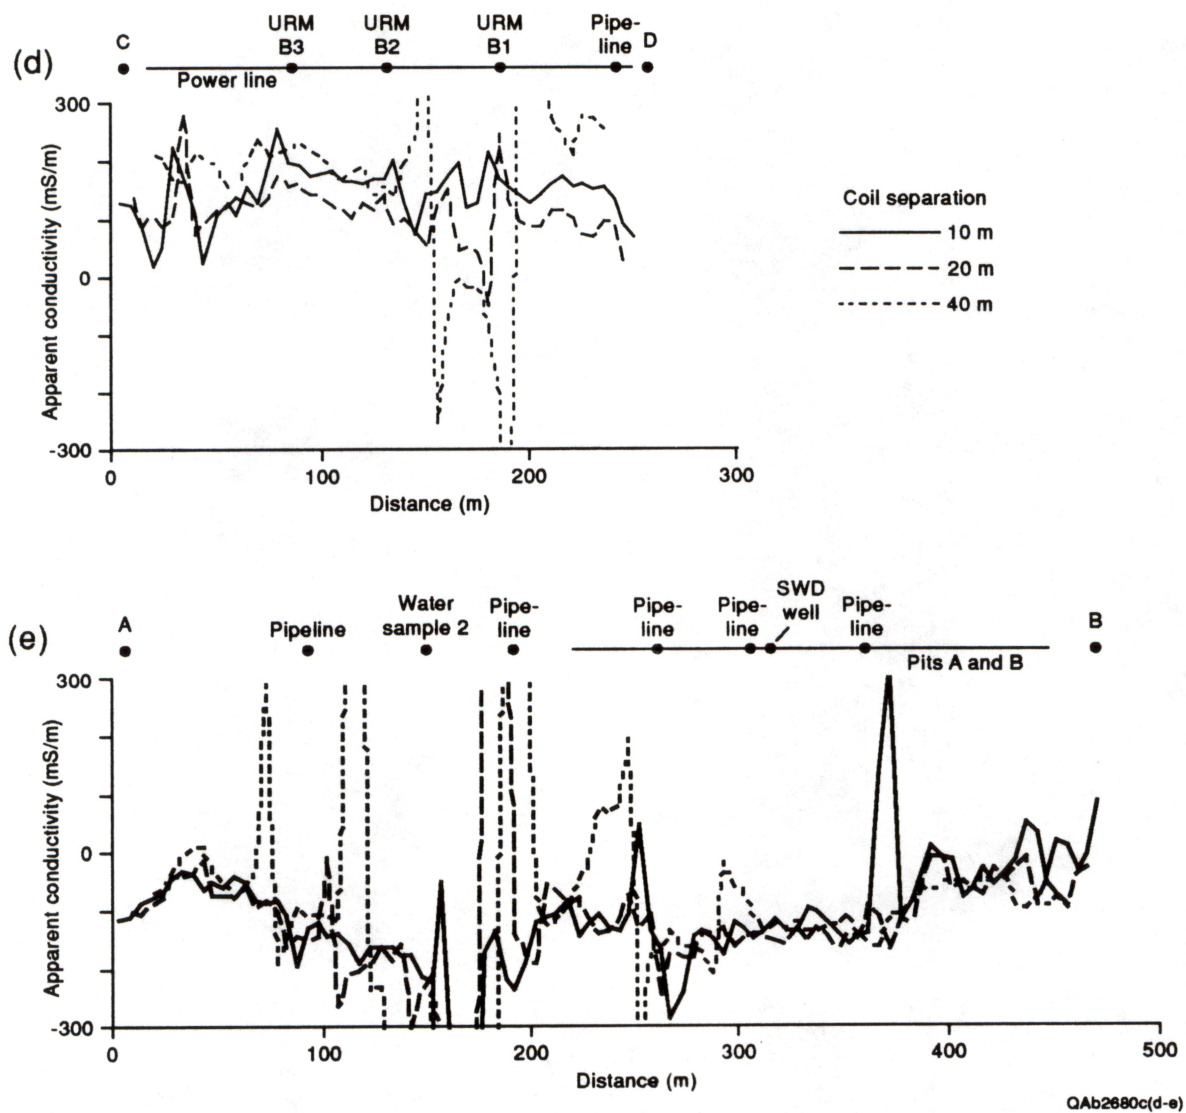 (d)
C
URM
B3
URM
B2
URM
B1
Pipe-
line
D
Power line
300
0
-300
Apparent conductivity (mS/m)
0
100
200
300
Distance (m)
Coil separation
10 m
20 m
40 m
(e)
A
Pipeline
Water
sample 2
Pipe-
line
Pipe-
line
Pipe-
line
SWD
well
Pipe-
line
B
Pits A and B
300
0
-300
Apparent conductivity (mS/m)
0
100
200
300
400
500
Distance (m)
QAb2680c(d-e)